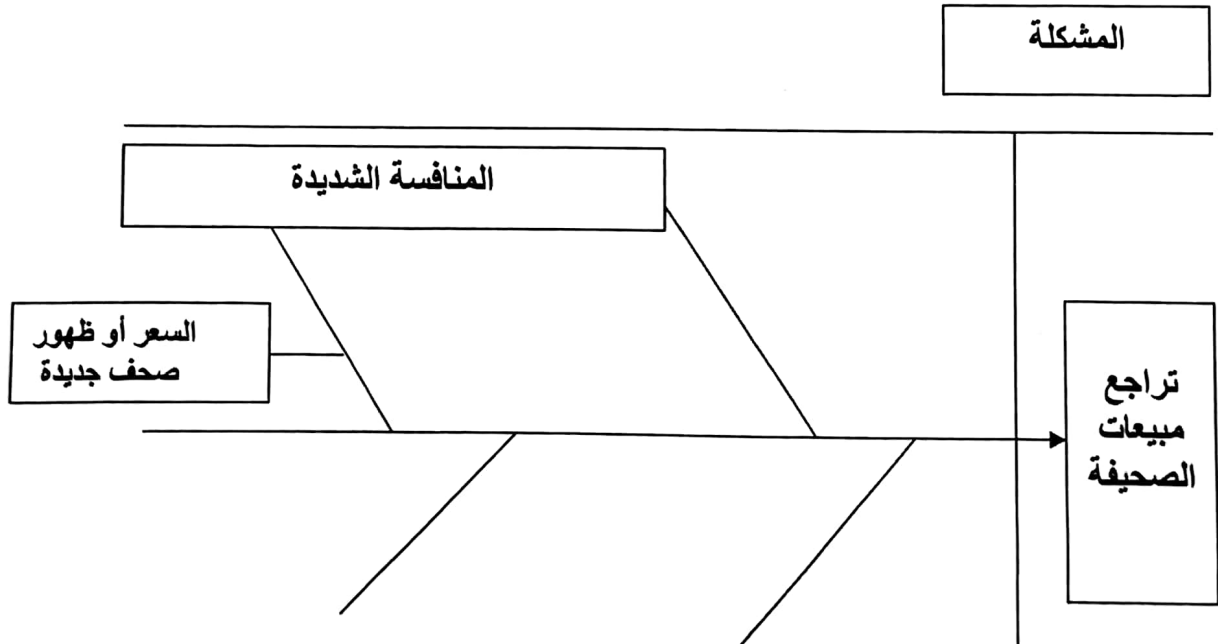 المشكلة
المنافسة الشديدة
السعر أو ظهور
صحف جديدة
تراجع
مبيعات
الصحيفة